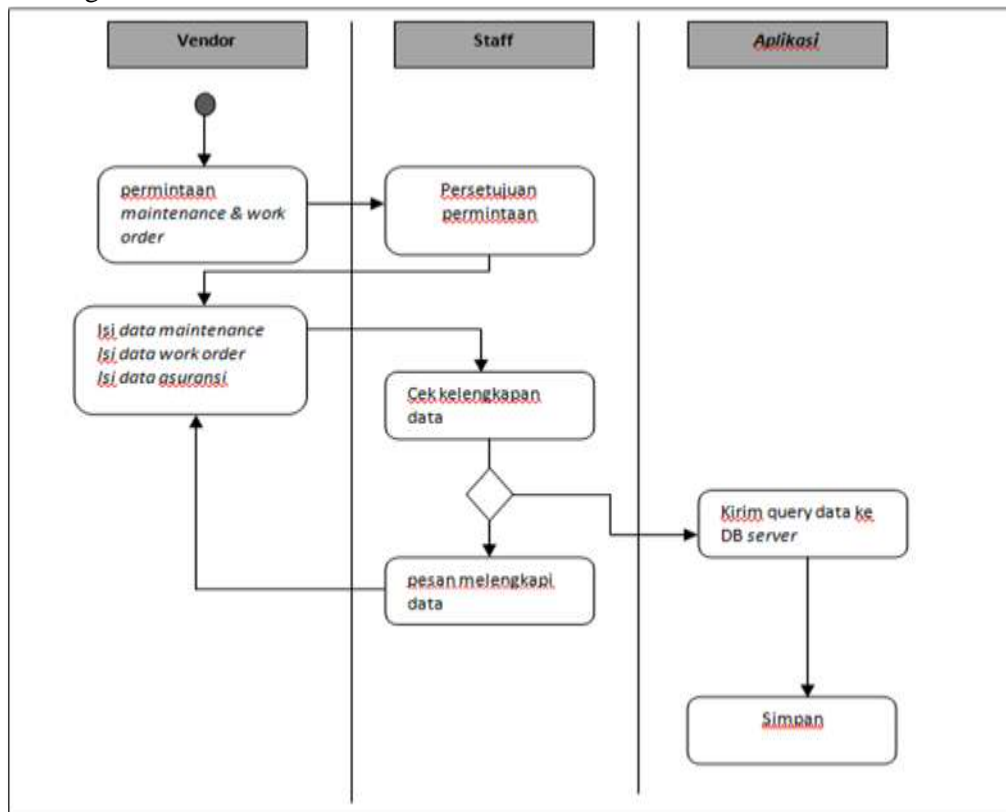 Vendor
Staff
Aplikasi
permintaan
maintenance & work
order
Persetujuan
permintaan
Isi data maintenance
Isi data work order
Isi data asuransi
Cek kelengkapan
data
Kirim query data ke
DB server
pesan melengkapi
data
Simpan